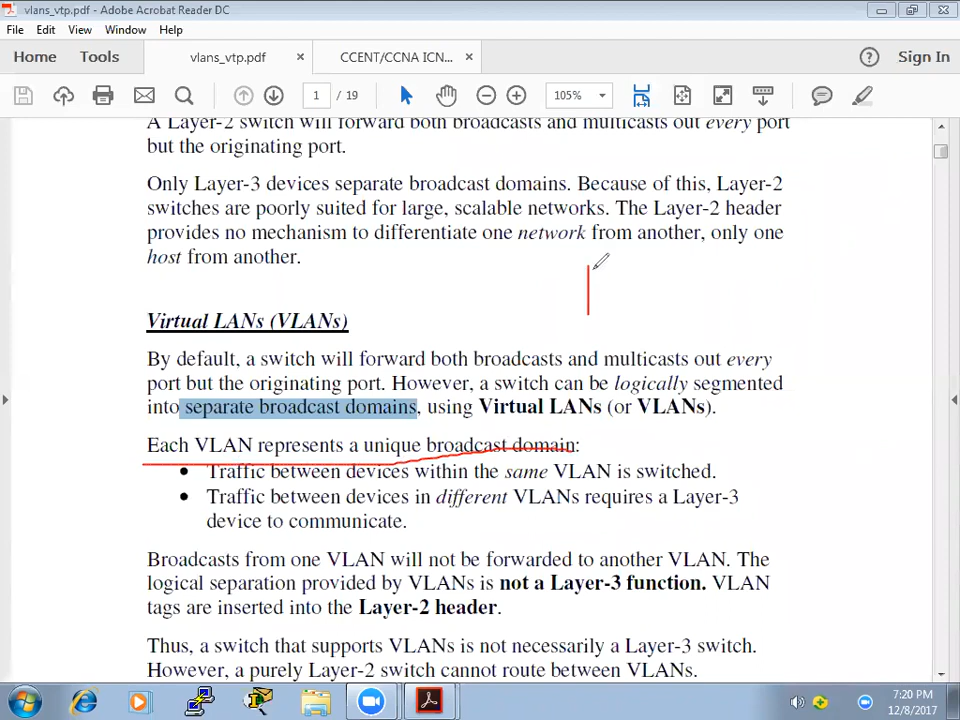 vlans_vtp.pdf - Adobe Acrobat Reader DC
File Edit View Window Help
Home Tools vlans_vtp.pdf × CCENT/CCNA ICN... × Sign In
1 / 19 105%
A Layer-2 switch will forward both broadcasts and multicasts out every port
but the originating port.
Only Layer-3 devices separate broadcast domains. Because of this, Layer-2
switches are poorly suited for large, scalable networks. The Layer-2 header
provides no mechanism to differentiate one network from another, only one
host from another.
Virtual LANs (VLANs)
By default, a switch will forward both broadcasts and multicasts out every
port but the originating port. However, a switch can be logically segmented
into separate broadcast domains, using Virtual LANs (or VLANs).
Each VLAN represents a unique broadcast domain:
• Traffic between devices within the same VLAN is switched.
• Traffic between devices in different VLANs requires a Layer-3
device to communicate.
Broadcasts from one VLAN will not be forwarded to another VLAN. The
logical separation provided by VLANs is not a Layer-3 function. VLAN
tags are inserted into the Layer-2 header.
Thus, a switch that supports VLANs is not necessarily a Layer-3 switch.
However, a purely Layer-2 switch cannot route between VLANs.
7:20 PM
12/8/2017